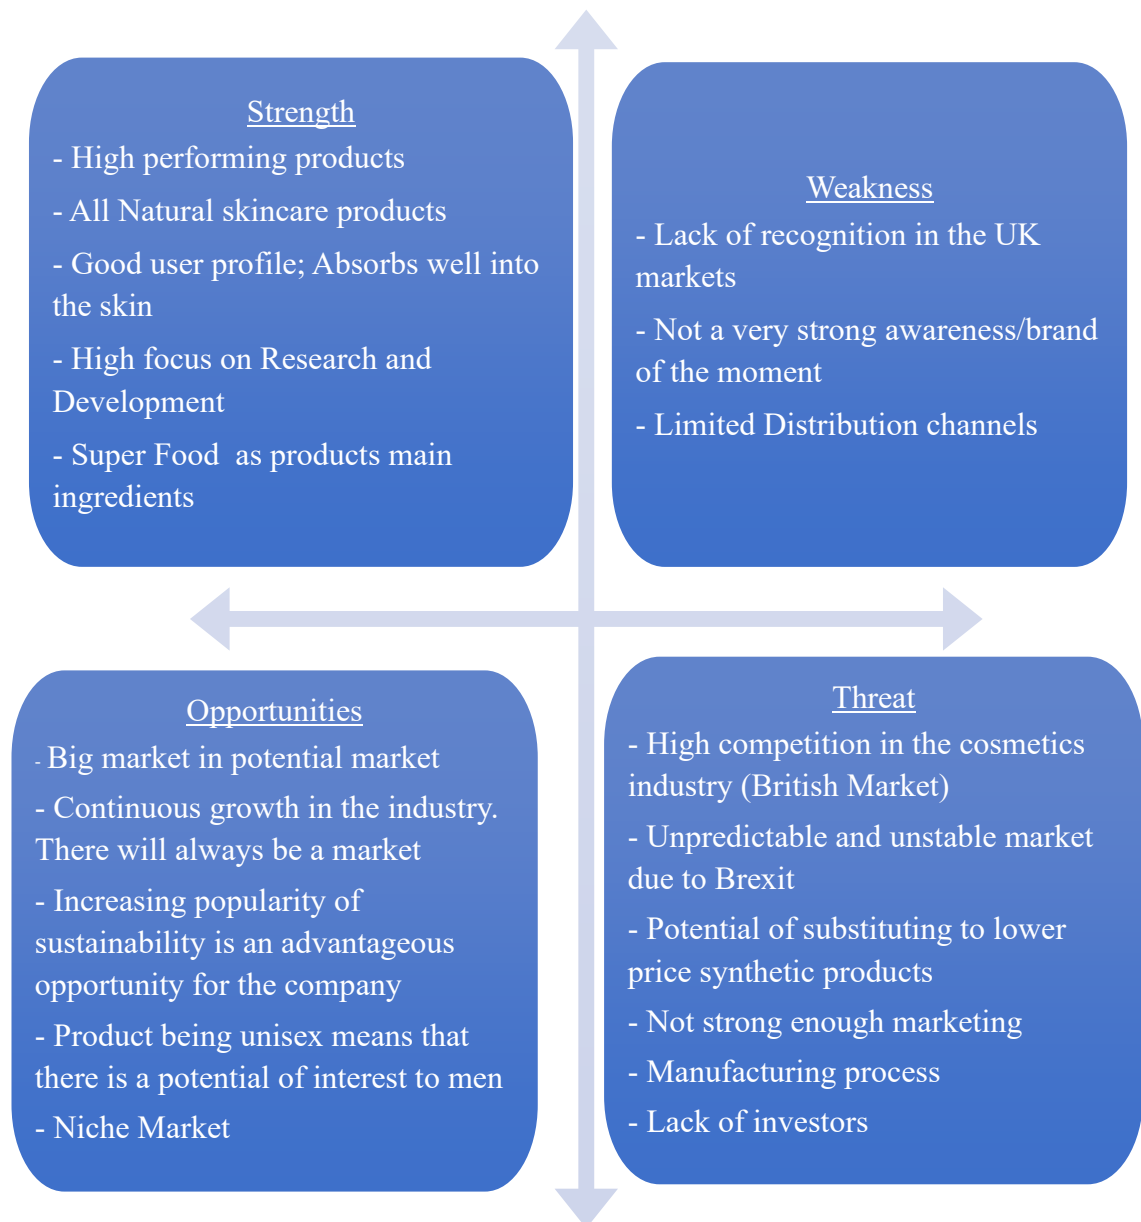 Strength
- High performing products
- All Natural skincare products
- Good user profile; Absorbs well into
the skin
- High focus on Research and
Development
- Super Food  as products main
ingredients
Weakness
- Lack of recognition in the UK
markets
- Not a very strong awareness/brand
of the moment
- Limited Distribution channels
Opportunities
- Big market in potential market
- Continuous growth in the industry.
There will always be a market
- Increasing popularity of
sustainability is an advantageous
opportunity for the company
- Product being unisex means that
there is a potential of interest to men
- Niche Market
Threat
- High competition in the cosmetics
industry (British Market)
- Unpredictable and unstable market
due to Brexit
- Potential of substituting to lower
price synthetic products
- Not strong enough marketing
- Manufacturing process
- Lack of investors